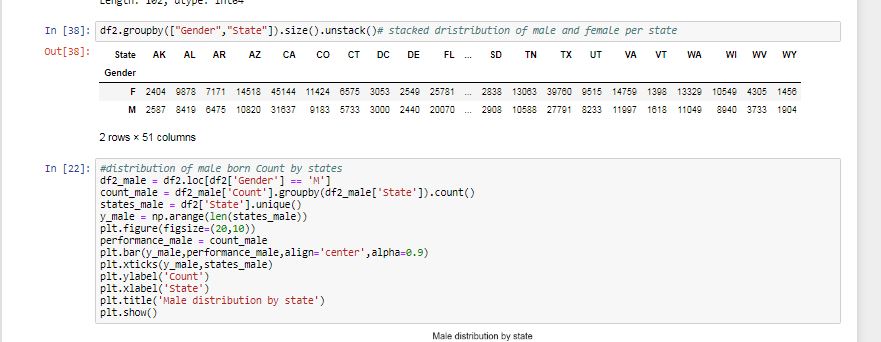 Length: 102, dtype: int64
In [38]: df2.groupby(["Gender","State"]).size().unstack()# stacked dristribution of male and female per state
Out[38]:
State AK AL AR AZ CA CO CT DC DE FL ... SD TN TX UT VA VT WA WI WV WY
Gender
F 2404 9878 7171 14518 45144 11424 6575 3053 2549 25781 ... 2838 13063 39760 9515 14759 1398 13329 10549 4305 1456
M 2587 8419 6475 10820 31637 9183 5733 3000 2440 20070 ... 2908 10588 27791 8233 11997 1618 11049 8940 3733 1904
2 rows × 51 columns
In [22]: #distribution of male born Count by states
df2_male = df2.loc[df2['Gender'] == 'M']
count_male = df2_male['Count'].groupby(df2_male['State']).count()
states_male = df2['State'].unique()
y_male = np.arange(len(states_male))
plt.figure(figsize=(20,10))
performance_male = count_male
plt.bar(y_male,performance_male,align='center',alpha=0.9)
plt.xticks(y_male,states_male)
plt.ylabel('Count')
plt.xlabel('State')
plt.title('Male distribution by state')
plt.show()
Male distribution by state